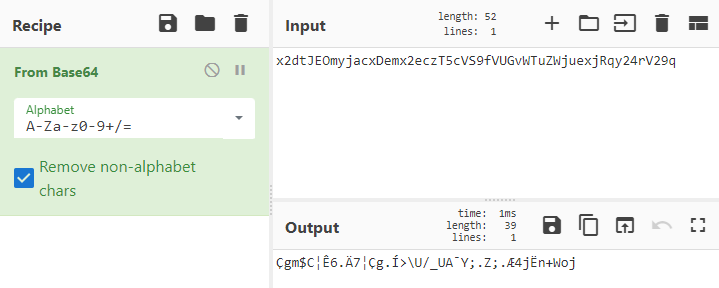 Recipe
Input
length: 52
lines: 1
x2dtJEOmyjacxDemx2eczT5cVS9fVUGvWTuZWjuexjRqy24rV29q
From Base64
Alphabet
A-Za-z0-9+/=
Remove non-alphabet
chars
Output
time: 1ms
length: 39
lines: 1
Çgm$C¦Ê6.Ä7¦Çg.Í>\U/_UA¯Y;.Z;.Æ4jËn+Woj